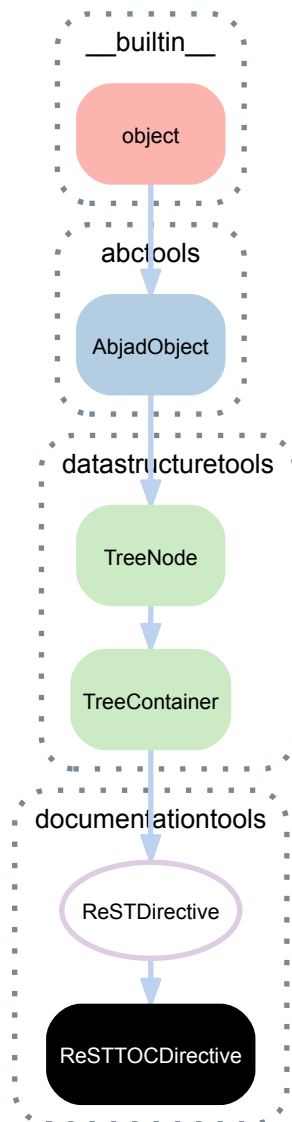 __builtin__
object
abctools
AbjadObject
datastructuretools
TreeNode
TreeContainer
documentationtools
ReSTDirective
ReSTTOCDirective